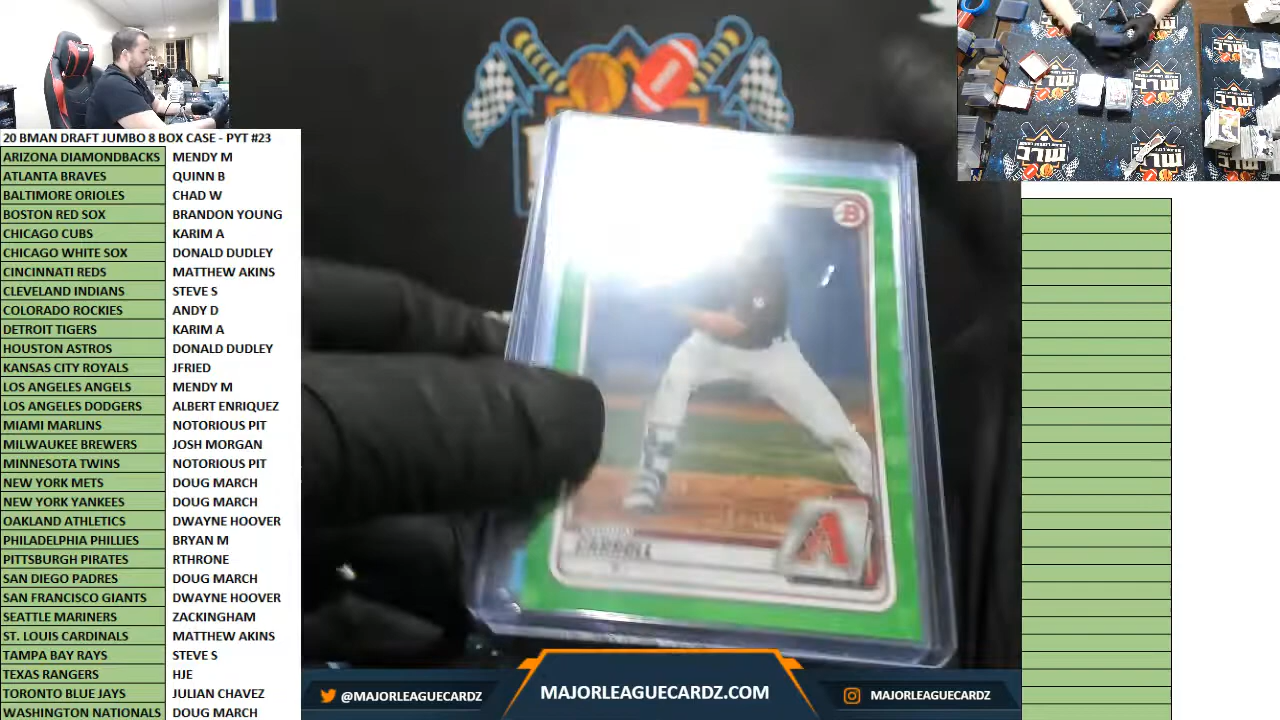 20 BMAN DRAFT JUMBO 8 BOX CASE - PYT #23
ARIZONA DIAMONDBACKS MENDY M
ATLANTA BRAVES QUINN B
BALTIMORE ORIOLES CHAD W
BOSTON RED SOX BRANDON YOUNG
CHICAGO CUBS KARIM A
CHICAGO WHITE SOX DONALD DUDLEY
CINCINNATI REDS MATTHEW AKINS
CLEVELAND INDIANS STEVE S
COLORADO ROCKIES ANDY D
DETROIT TIGERS KARIM A
HOUSTON ASTROS DONALD DUDLEY
KANSAS CITY ROYALS JFRIED
LOS ANGELES ANGELS MENDY M
LOS ANGELES DODGERS ALBERT ENRIQUEZ
MIAMI MARLINS NOTORIOUS PIT
MILWAUKEE BREWERS JOSH MORGAN
MINNESOTA TWINS NOTORIOUS PIT
NEW YORK METS DOUG MARCH
NEW YORK YANKEES DOUG MARCH
OAKLAND ATHLETICS DWAYNE HOOVER
PHILADELPHIA PHILLIES BRYAN M
PITTSBURGH PIRATES RTHRONE
SAN DIEGO PADRES DOUG MARCH
SAN FRANCISCO GIANTS DWAYNE HOOVER
SEATTLE MARINERS ZACKINGHAM
ST. LOUIS CARDINALS MATTHEW AKINS
TAMPA BAY RAYS STEVE S
TEXAS RANGERS HJE
TORONTO BLUE JAYS JULIAN CHAVEZ
WASHINGTON NATIONALS DOUG MARCH
B
CARROLL
A
MLC
MLC
MLC
@MAJORLEAGUECARDZ
MAJORLEAGUECARDZ.COM
MAJORLEAGUECARDZ